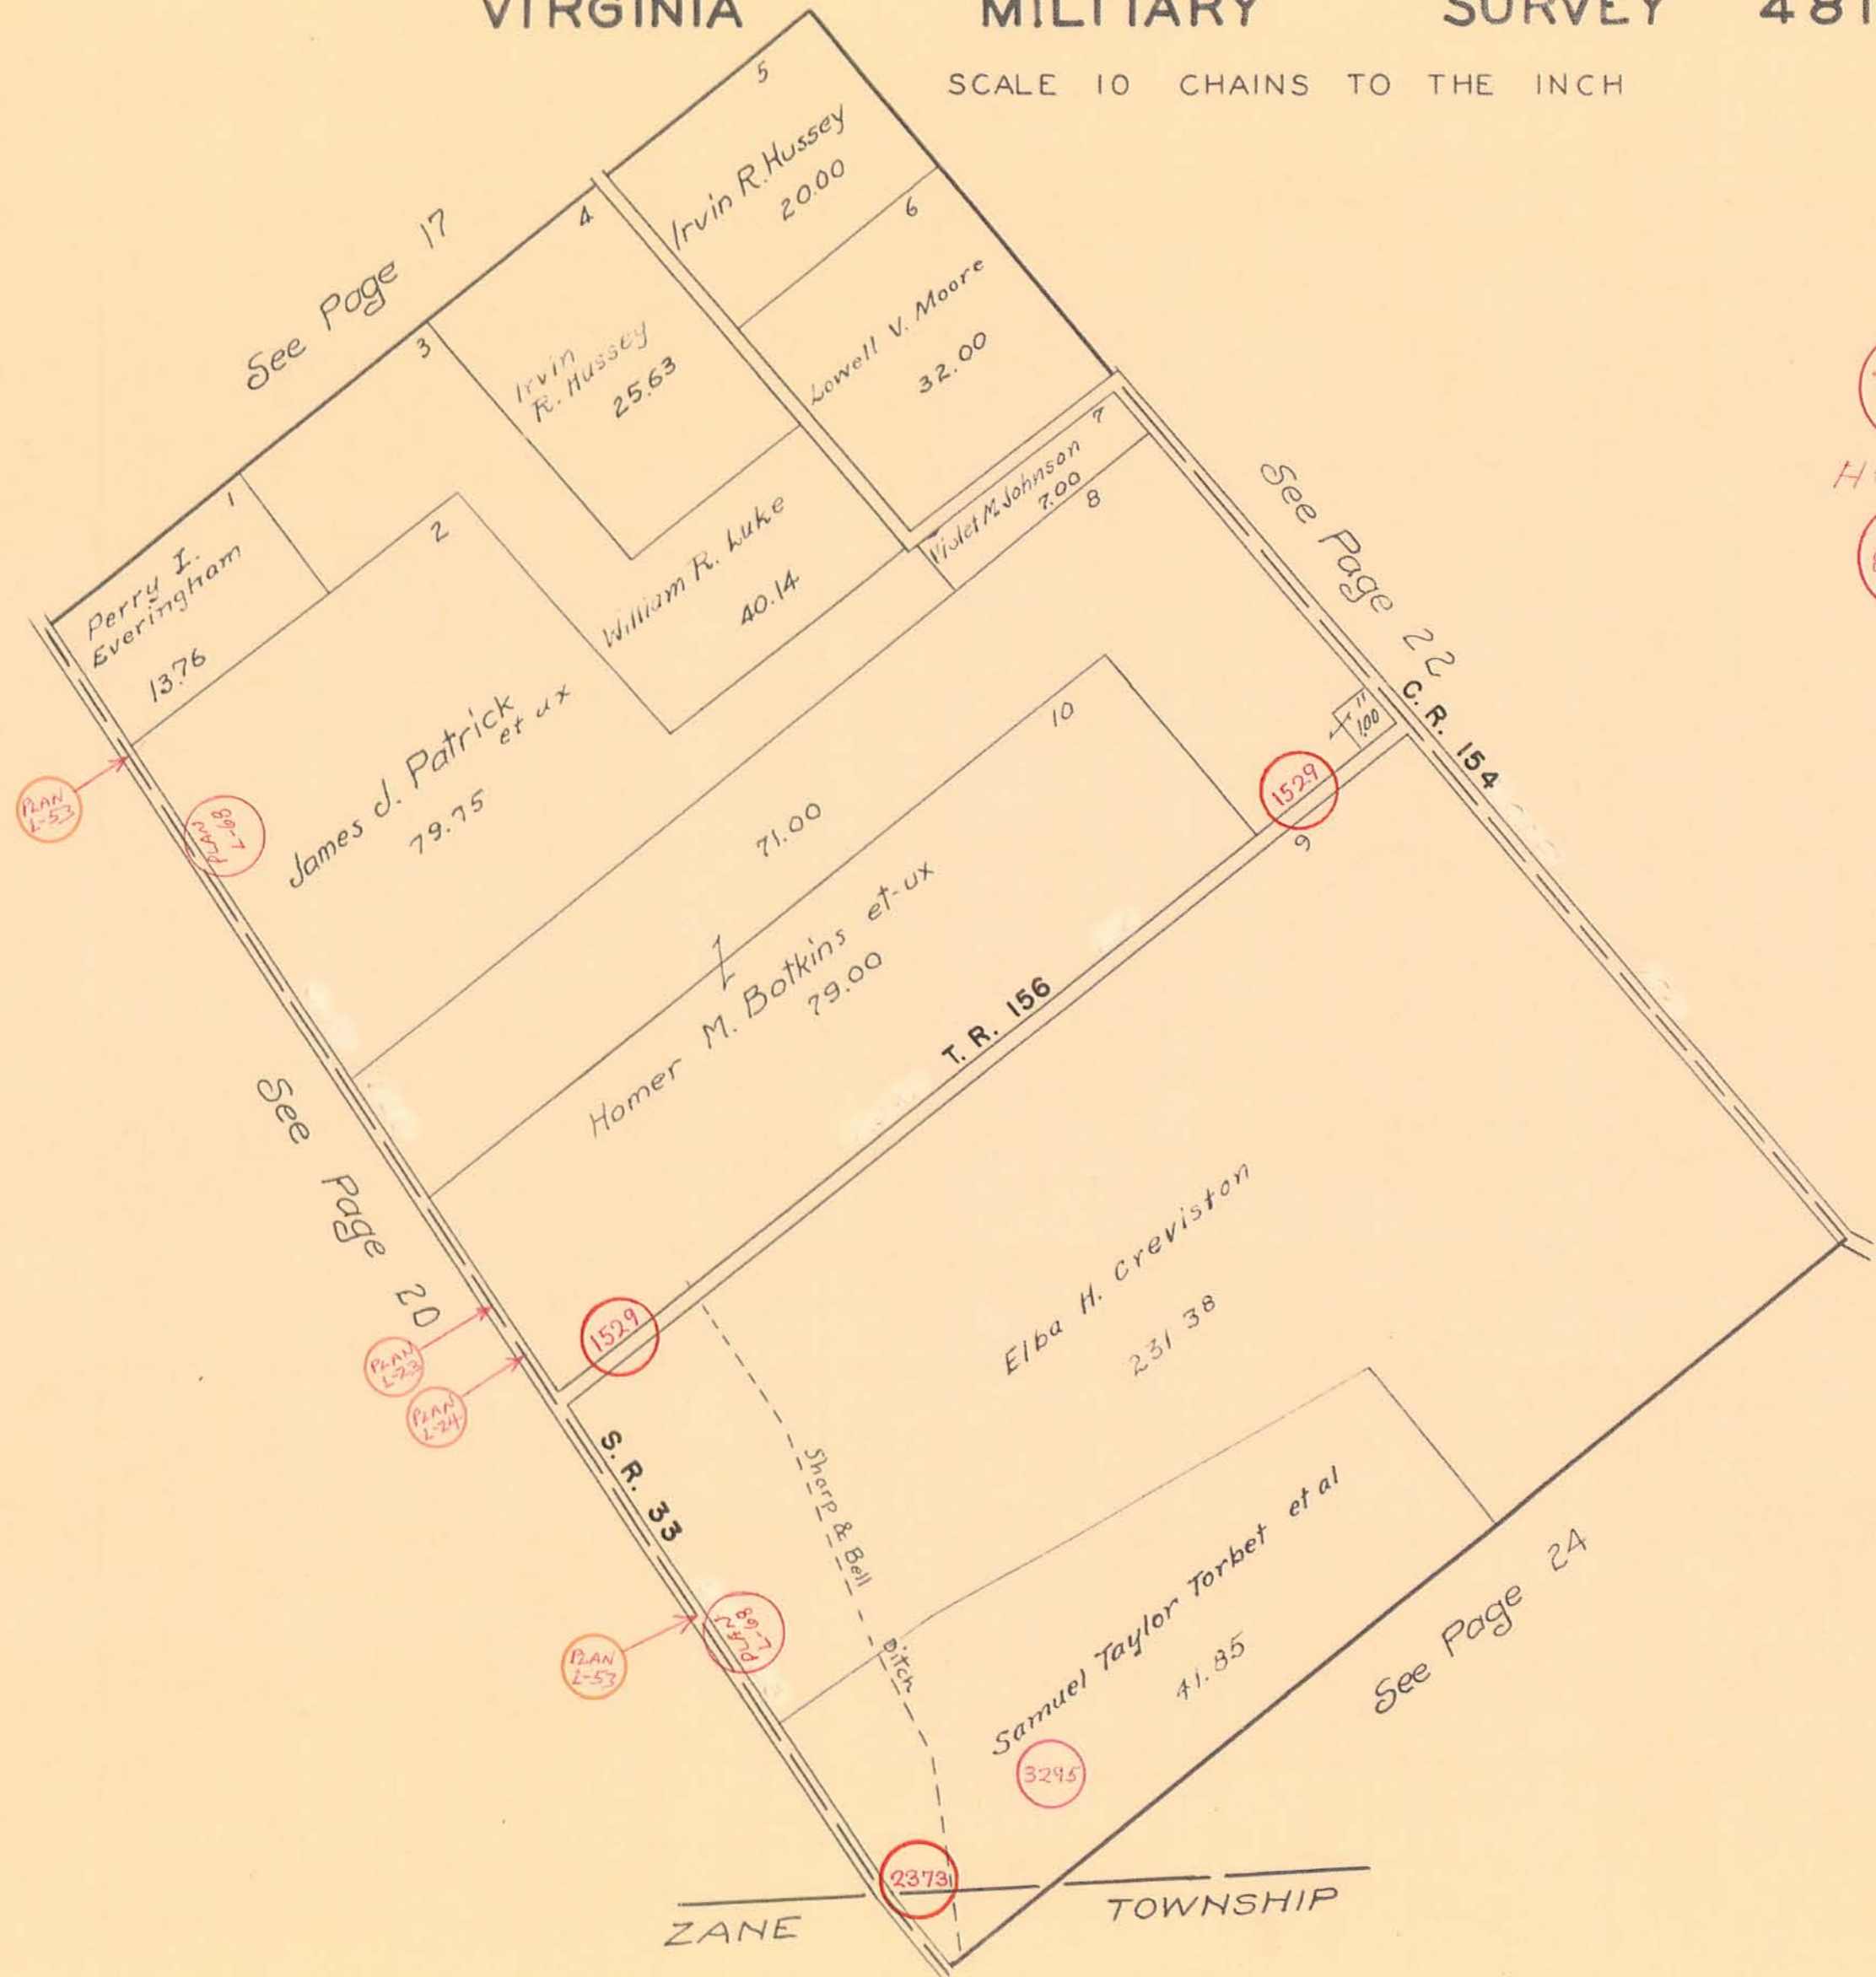 VIRGINIA MILITARY SURVEY 481
SCALE 10 CHAINS TO THE INCH
See Page 17
5
Irvin R. Hussey
20.00
6
Lowell V. Moore
32.00
4
3
Irvin
R. Hussey
25.63
William R. Luke
40.14
7
Violet M. Johnson
7.00
8
1
Perry I.
Everingham
13.76
2
James J. Patrick
et ux
79.75
See Page 22
C. R. 154
11
1.00
10
71.00
Homer M. Botkins et-ux
79.00
1529
9
T. R. 156
PLAN
L-53
PLAN
L-68
See Page 20
PLAN
L-23
PLAN
L-24
1529
S. R. 33
Sharp & Bell
Ditch
Elba H. Creviston
231 38
PLAN
L-53
PLAN
L-68
Samuel Taylor Torbet et al
41.85
3295
See Page 24
2373
ZANE TOWNSHIP
H